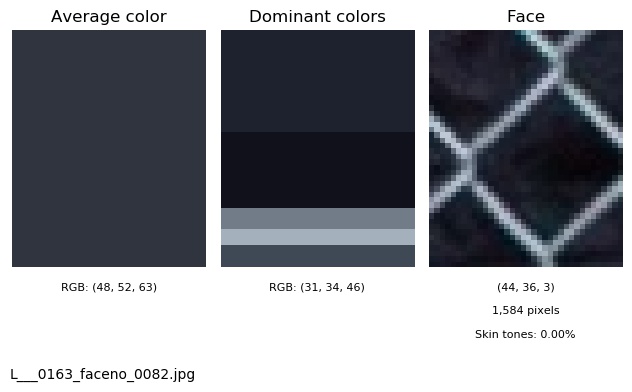 Average color
Dominant colors
Face
RGB: (48, 52, 63)
RGB: (31, 34, 46)
(44, 36, 3)
1,584 pixels
Skin tones: 0.00%
L___0163_faceno_0082.jpg